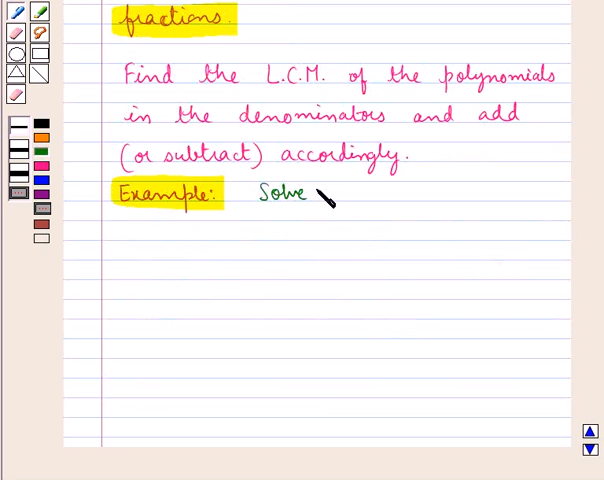 fractions.
Find the L.C.M. of the polynomials
in the denominators and add
(or subtract) accordingly.
Example: Solve